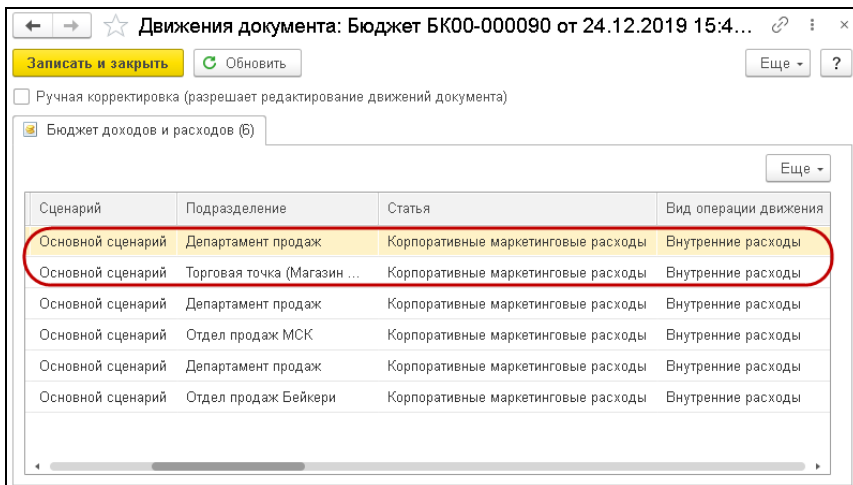 Движения документа: Бюджет БК00-000090 от 24.12.2019 15:4...
Записать и закрыть Обновить Еще ?
Ручная корректировка (разрешает редактирование движений документа)
Бюджет доходов и расходов (6)
Еще
Сценарий Подразделение Статья Вид операции движения
Основной сценарий Департамент продаж Корпоративные маркетинговые расходы Внутренние расходы
Основной сценарий Торговая точка (Магазин ... Корпоративные маркетинговые расходы Внутренние расходы
Основной сценарий Департамент продаж Корпоративные маркетинговые расходы Внутренние расходы
Основной сценарий Отдел продаж МСК Корпоративные маркетинговые расходы Внутренние расходы
Основной сценарий Департамент продаж Корпоративные маркетинговые расходы Внутренние расходы
Основной сценарий Отдел продаж Бейкери Корпоративные маркетинговые расходы Внутренние расходы